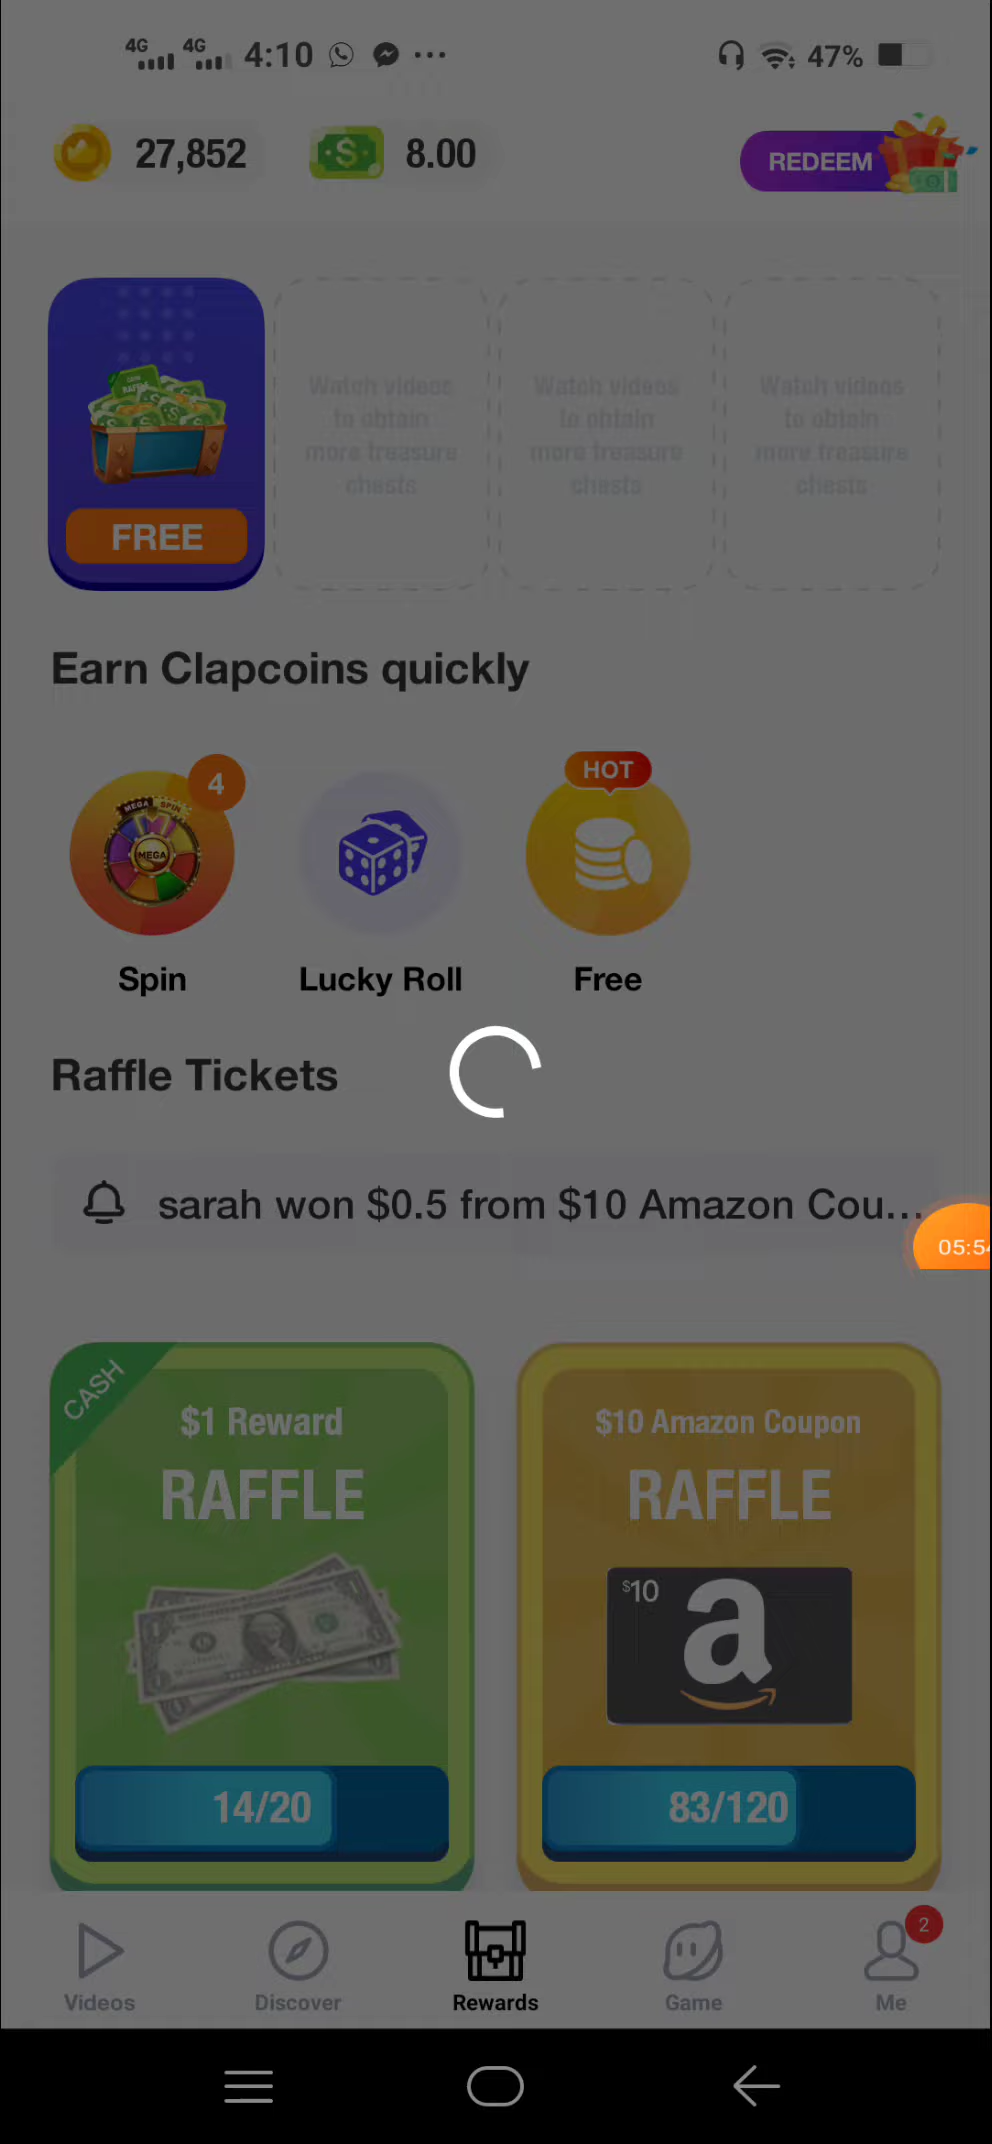 4G 4G 4:10 47%
27,852 8.00 REDEEM
Watch videos
to obtain
more treasure
chests
Watch videos
to obtain
more treasure
chests
Watch videos
to obtain
more treasure
chests
FREE
Earn Clapcoins quickly
4
HOT
MEGA SPIN
MEGA
Spin Lucky Roll Free
Raffle Tickets
sarah won $0.5 from $10 Amazon Cou...
CASH
$1 Reward
RAFFLE
14/20
$10 Amazon Coupon
RAFFLE
$10
a
83/120
2
Videos Discover Rewards Game Me